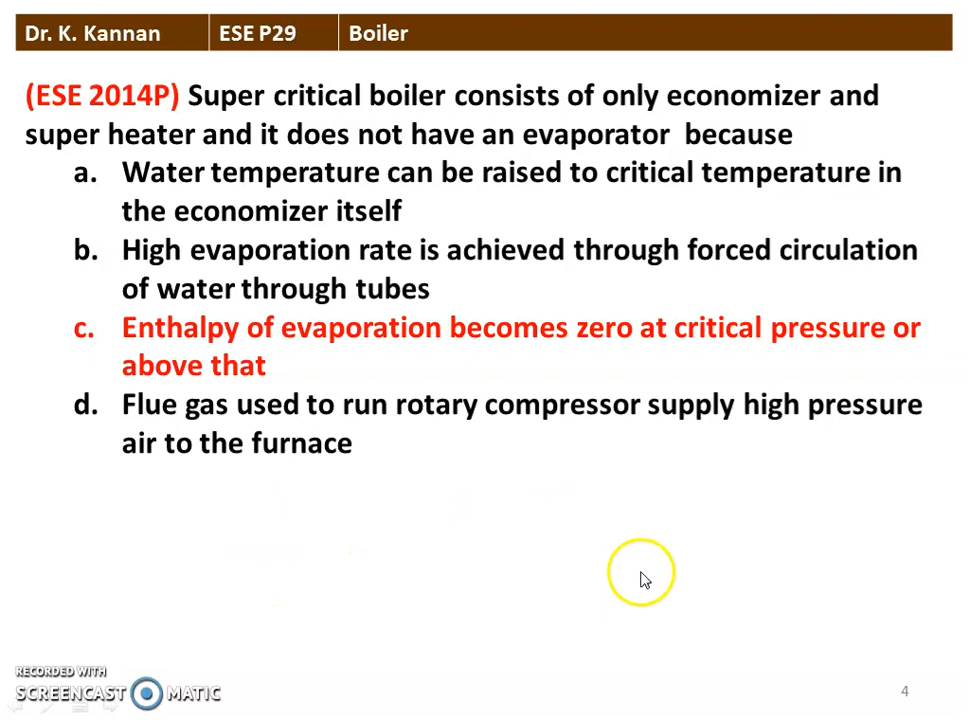 Dr. K. Kannan ESE P29 Boiler
(ESE 2014P) Super critical boiler consists of only economizer and
super heater and it does not have an evaporator because
a. Water temperature can be raised to critical temperature in
the economizer itself
b. High evaporation rate is achieved through forced circulation
of water through tubes
c. Enthalpy of evaporation becomes zero at critical pressure or
above that
d. Flue gas used to run rotary compressor supply high pressure
air to the furnace
RECORDED WITH
SCREENCAST MATIC
4